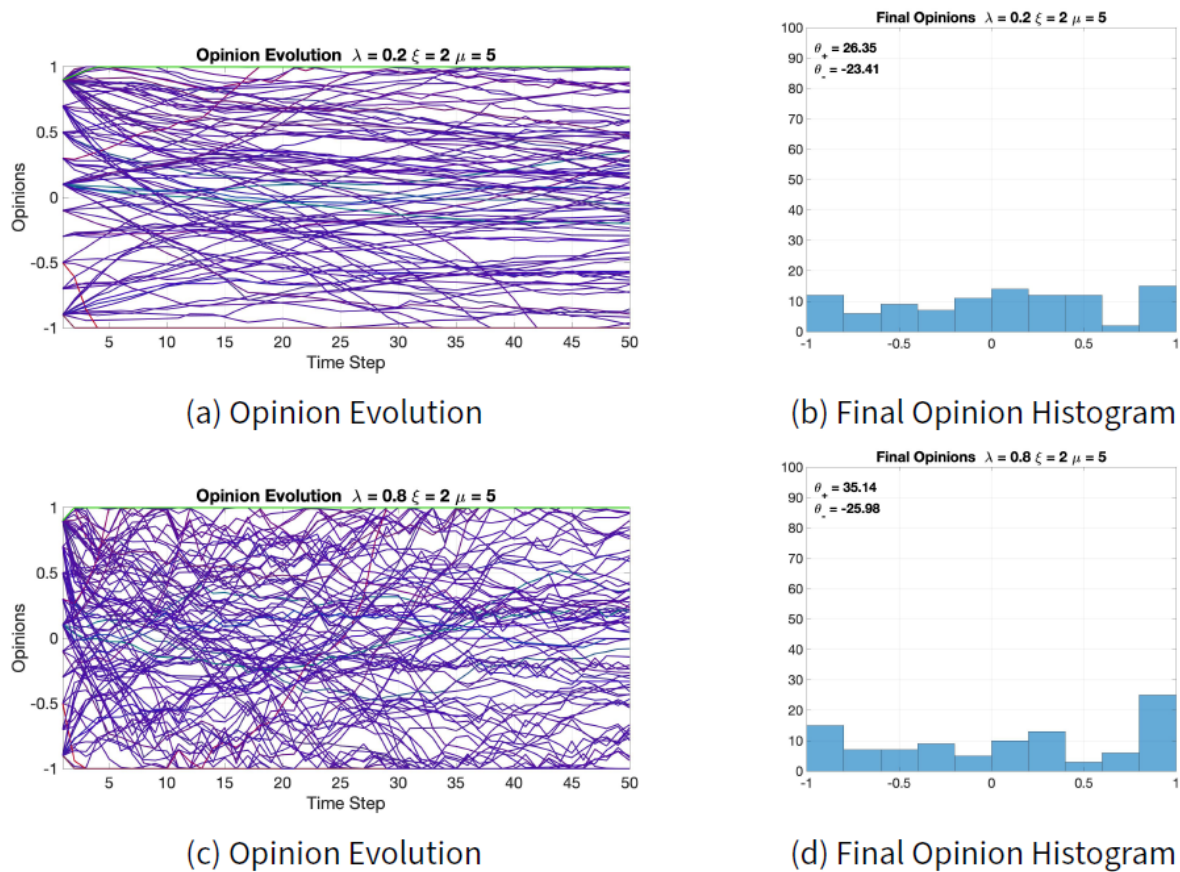 Opinion Evolution λ = 0.2 ξ = 2 μ = 5
Opinions
1
0.5
0
-0.5
-1
5 10 15 20 25 30 35 40 45 50
Time Step
(a) Opinion Evolution
Final Opinions λ = 0.2 ξ = 2 μ = 5
θ+ = 26.35
θ- = -23.41
100
90
80
70
60
50
40
30
20
10
0
-1 -0.5 0 0.5 1
(b) Final Opinion Histogram
Opinion Evolution λ = 0.8 ξ = 2 μ = 5
Opinions
1
0.5
0
-0.5
-1
5 10 15 20 25 30 35 40 45 50
Time Step
(c) Opinion Evolution
Final Opinions λ = 0.8 ξ = 2 μ = 5
θ+ = 35.14
θ- = -25.98
100
90
80
70
60
50
40
30
20
10
0
-1 -0.5 0 0.5 1
(d) Final Opinion Histogram